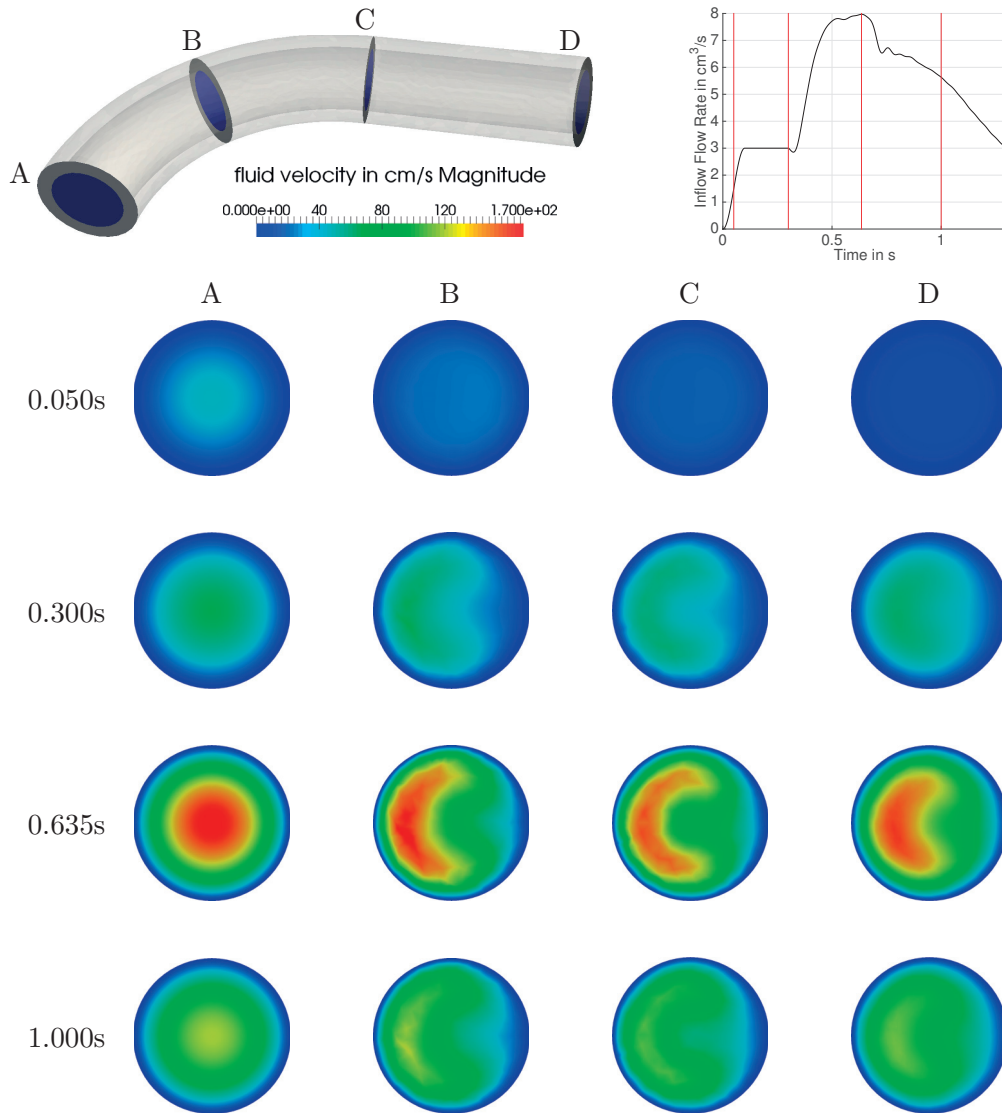 A
B
C
D
fluid velocity in cm/s Magnitude
0.000e+00 40 80 120 1.700e+02
Inflow Flow Rate in cm³/s
8
7
6
5
4
3
2
1
0
0 0.5 1
Time in s
A B C D
0.050s
0.300s
0.635s
1.000s